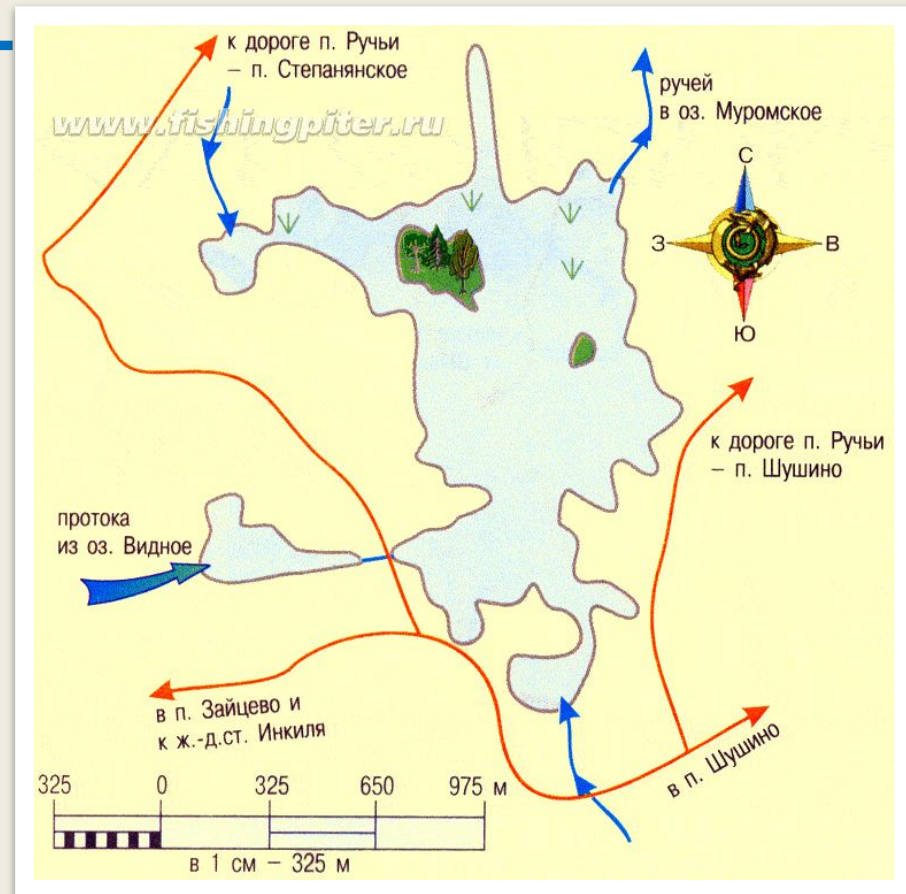 к дороге п. Ручьи
– п. Степанянское
www.fishingpiter.ru
ручей
в оз. Муромское
С
З
В
Ю
к дороге п. Ручьи
– п. Шушино
протока
из оз. Видное
в п. Зайцево и
к ж.-д.ст. Инкиля
в п. Шушино
325 0 325 650 975 м
в 1 см – 325 м